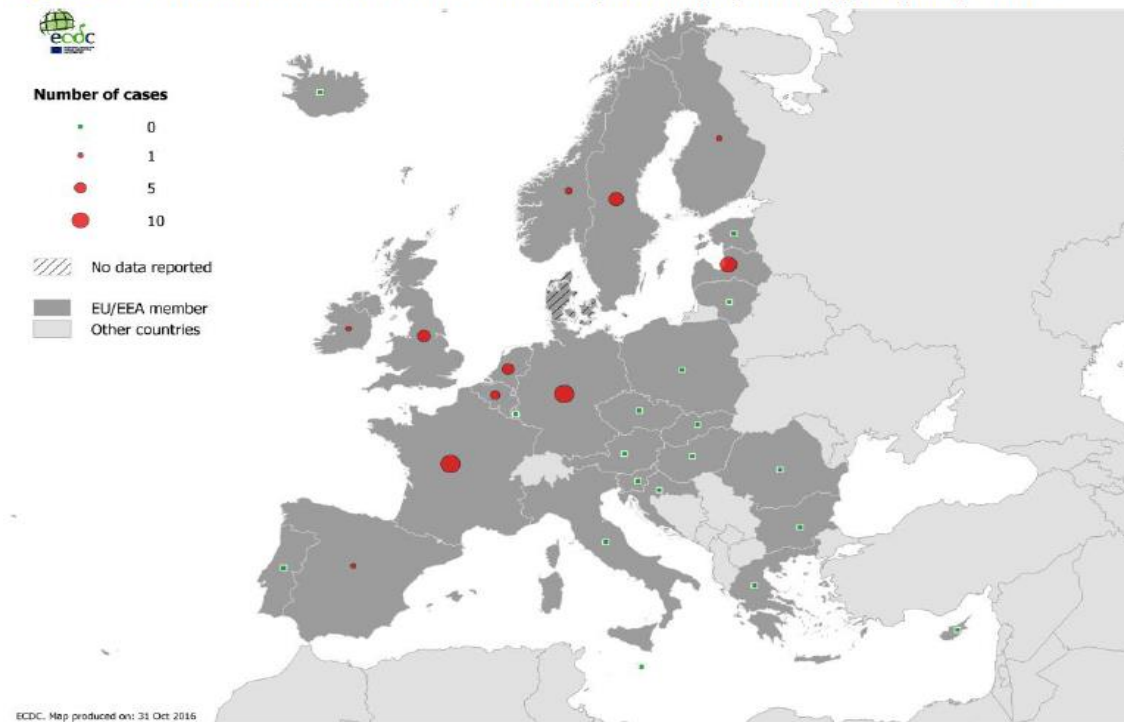 ecdc
Number of cases
0
1
5
10
No data reported
EU/EEA member
Other countries
ECDC. Map produced on: 31 Oct 2016